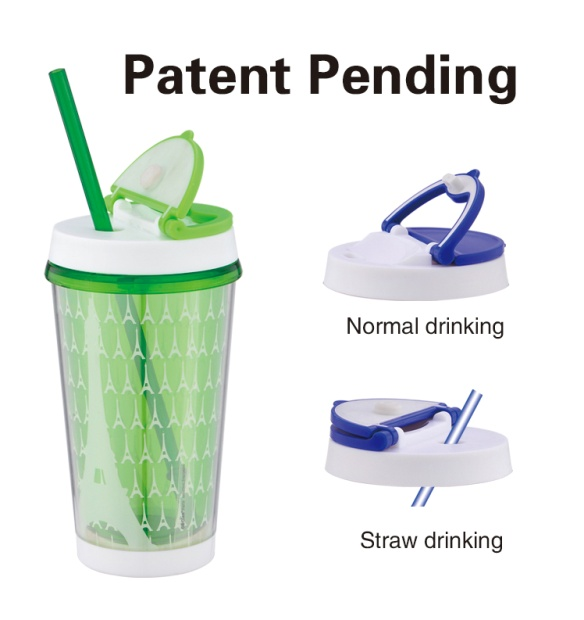 Patent Pending
Normal drinking
Straw drinking